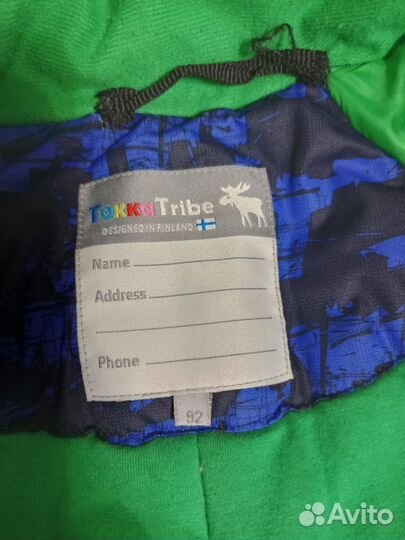 TokkaTribe
DESIGNED IN FINLAND
Name
Address
Phone
92
Avito